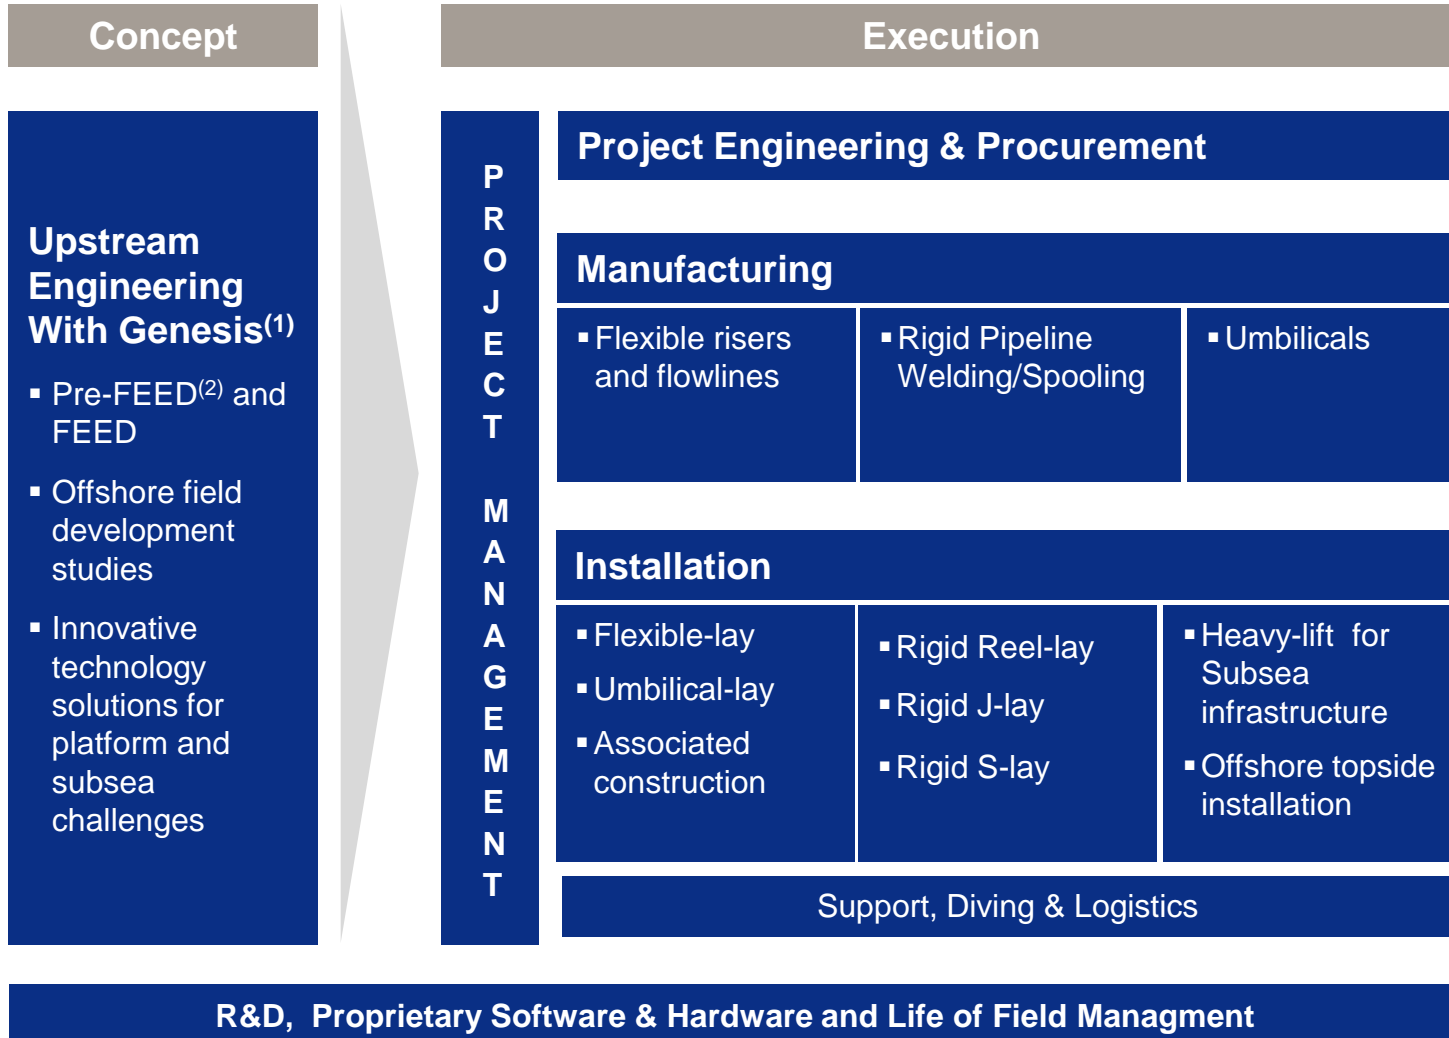 Concept
Execution
Upstream
Engineering
With Genesis(1)
▪ Pre-FEED(2) and
FEED
▪ Offshore field
development
studies
▪ Innovative
technology
solutions for
platform and
subsea
challenges
PROJECT MANAGEMENT
Project Engineering & Procurement
Manufacturing
▪ Flexible risers
and flowlines
▪ Rigid Pipeline
Welding/Spooling
▪ Umbilicals
Installation
▪ Flexible-lay
▪ Umbilical-lay
▪ Associated
construction
▪ Rigid Reel-lay
▪ Rigid J-lay
▪ Rigid S-lay
▪ Heavy-lift for
Subsea
infrastructure
▪ Offshore topside
installation
Support, Diving & Logistics
R&D, Proprietary Software & Hardware and Life of Field Managment